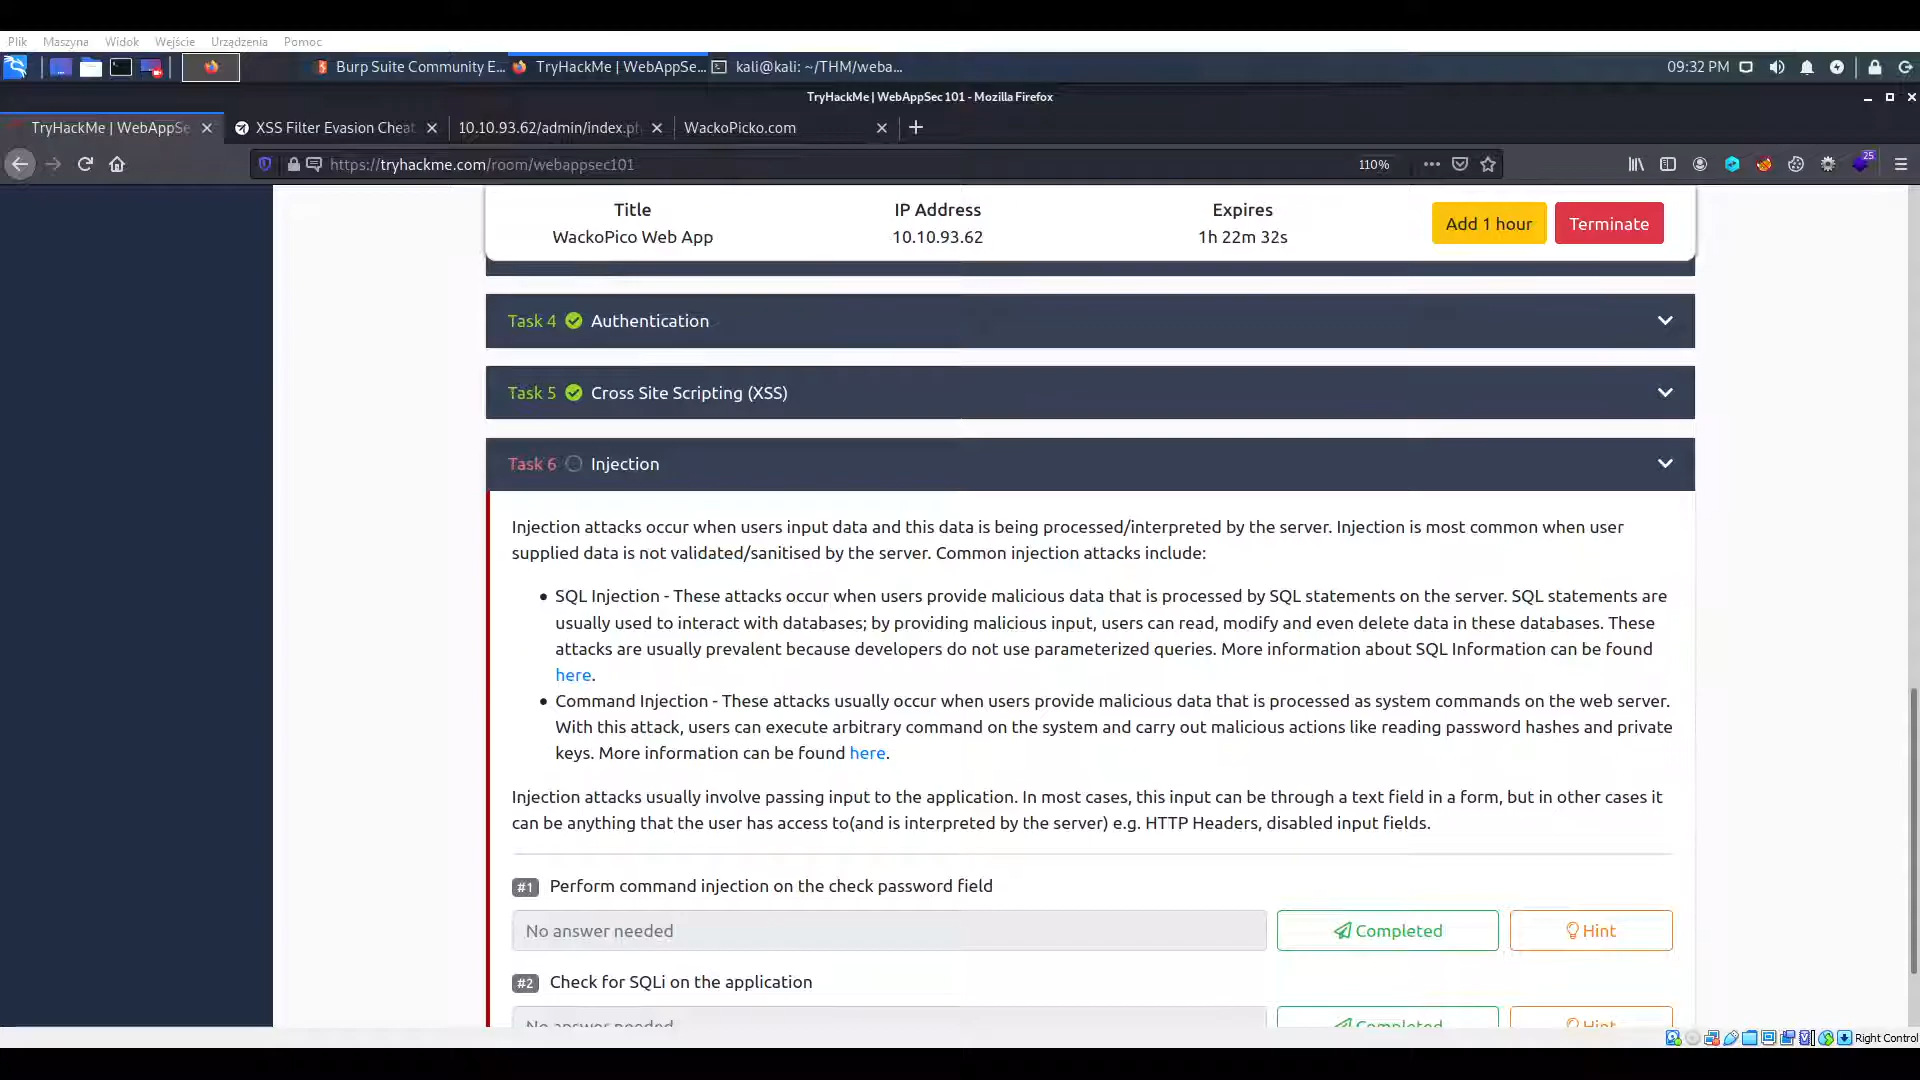 Plik Maszyna Widok Wejście Urządzenia Pomoc
Burp Suite Community E... TryHackMe | WebAppSe... kali@kali: ~/THM/weba... 09:32 PM
TryHackMe | WebAppSec 101 - Mozilla Firefox
TryHackMe | WebAppSe XSS Filter Evasion Cheat 10.10.93.62/admin/index.ph WackoPicko.com
https://tryhackme.com/room/webappsec101 110% 25
Title IP Address Expires
WackoPico Web App 10.10.93.62 1h 22m 32s Add 1 hour Terminate
Task 4 Authentication
Task 5 Cross Site Scripting (XSS)
Task 6 Injection
Injection attacks occur when users input data and this data is being processed/interpreted by the server. Injection is most common when user
supplied data is not validated/sanitised by the server. Common injection attacks include:
• SQL Injection - These attacks occur when users provide malicious data that is processed by SQL statements on the server. SQL statements are
usually used to interact with databases; by providing malicious input, users can read, modify and even delete data in these databases. These
attacks are usually prevalent because developers do not use parameterized queries. More information about SQL Information can be found
here.
• Command Injection - These attacks usually occur when users provide malicious data that is processed as system commands on the web server.
With this attack, users can execute arbitrary command on the system and carry out malicious actions like reading password hashes and private
keys. More information can be found here.
Injection attacks usually involve passing input to the application. In most cases, this input can be through a text field in a form, but in other cases it
can be anything that the user has access to(and is interpreted by the server) e.g. HTTP Headers, disabled input fields.
#1 Perform command injection on the check password field
No answer needed Completed Hint
#2 Check for SQLi on the application
No answer needed Completed Hint
Right Control